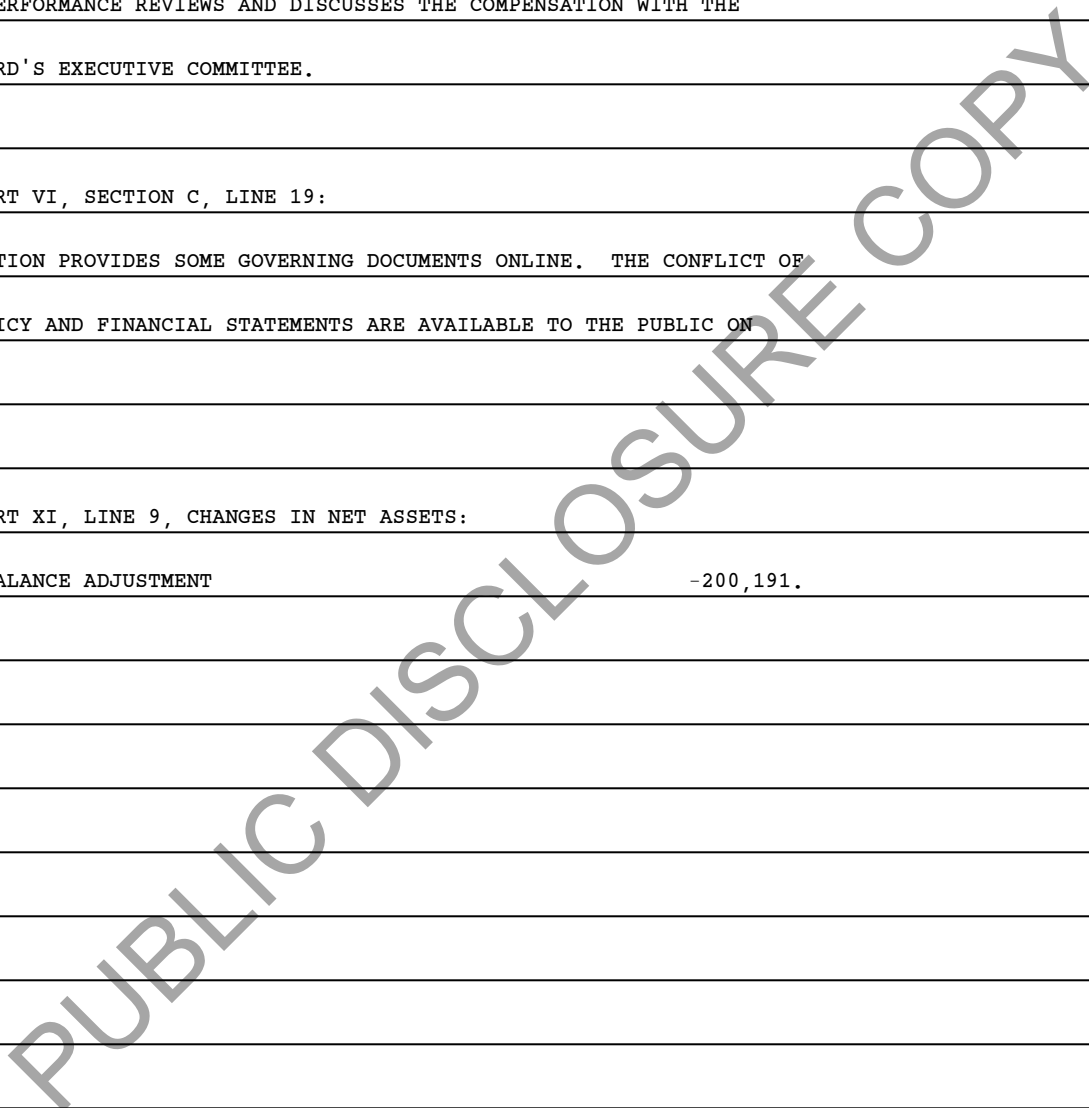 ERFORMANCE REVIEWS AND DISCUSSES THE COMPENSATION WITH THE
RD'S EXECUTIVE COMMITTEE.
RT VI, SECTION C, LINE 19:
TION PROVIDES SOME GOVERNING DOCUMENTS ONLINE.  THE CONFLICT OF
ICY AND FINANCIAL STATEMENTS ARE AVAILABLE TO THE PUBLIC ON
RT XI, LINE 9, CHANGES IN NET ASSETS:
ALANCE ADJUSTMENT -200,191.
PUBLIC DISCLOSURE COPY